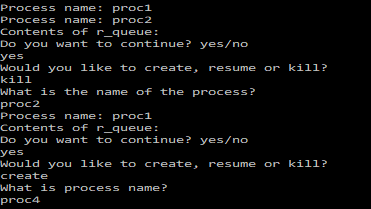 Process name: proc1
Process name: proc2
Contents of r_queue:
Do you want to continue? yes/no
yes
Would you like to create, resume or kill?
kill
What is the name of the process?
proc2
Process name: proc1
Contents of r_queue:
Do you want to continue? yes/no
yes
Would you like to create, resume or kill?
create
What is process name?
proc4